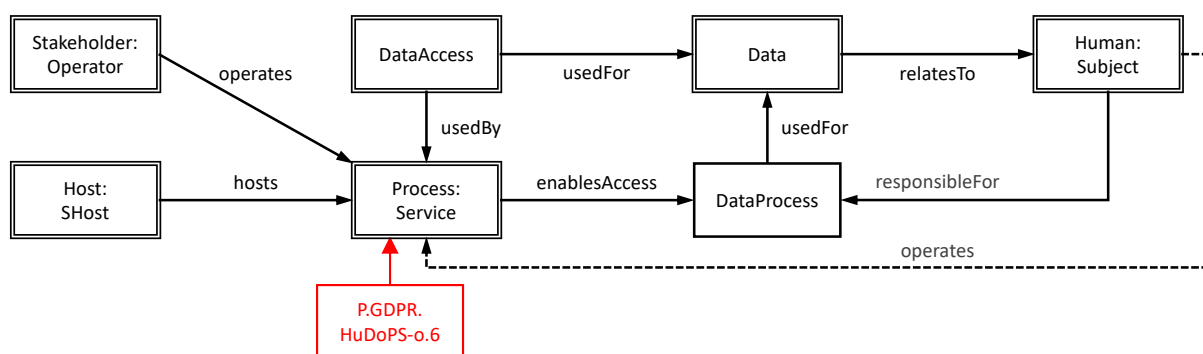 Stakeholder:
Operator
operates
DataAccess
usedFor
Data
relatesTo
Human:
Subject
usedBy
usedFor
Host:
SHost
hosts
Process:
Service
enablesAccess
DataProcess
responsibleFor
operates
P.GDPR.
HuDoPS-o.6